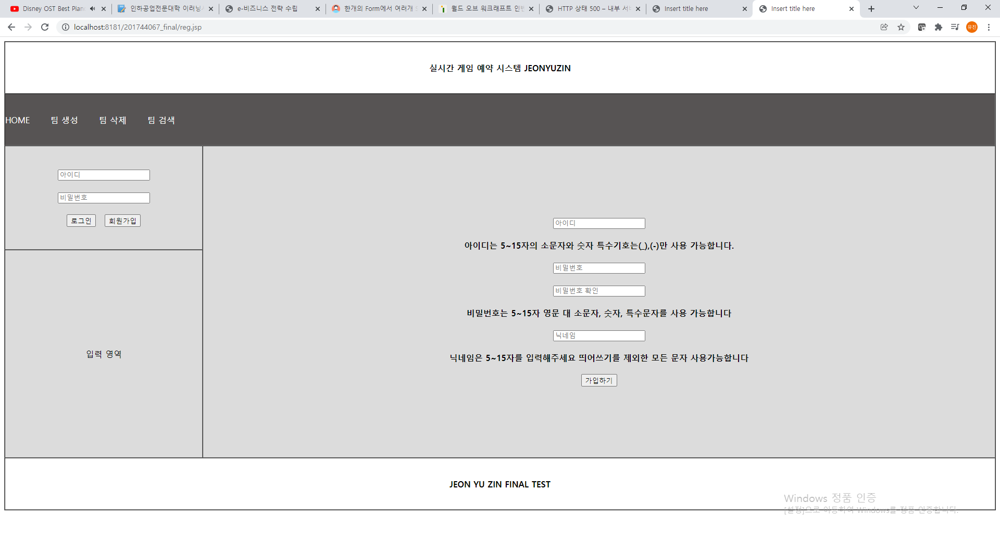 Disney OST Best Pian
인하공업전문대학 이러닝
e-비즈니스 전략 수립
한개의 Form에서 여러개
월드 오브 워크래프트 인벤
HTTP 상태 500 – 내부 서버
Insert title here
Insert title here
localhost:8181/201744067_final/reg.jsp
유진
실시간 게임 예약 시스템 JEONYUZIN
HOME 팀 생성 팀 삭제 팀 검색
아이디
비밀번호
로그인 회원가입
입력 영역
아이디
아이디는 5~15자의 소문자와 숫자 특수기호는(_),(-)만 사용 가능합니다.
비밀번호
비밀번호 확인
비밀번호는 5~15자 영문 대 소문자, 숫자, 특수문자를 사용 가능합니다
닉네임
닉네임은 5~15자를 입력해주세요 띄어쓰기를 제외한 모든 문자 사용가능합니다
가입하기
JEON YU ZIN FINAL TEST
Windows 정품 인증
[설정]으로 이동하여 Windows를 정품 인증합니다.